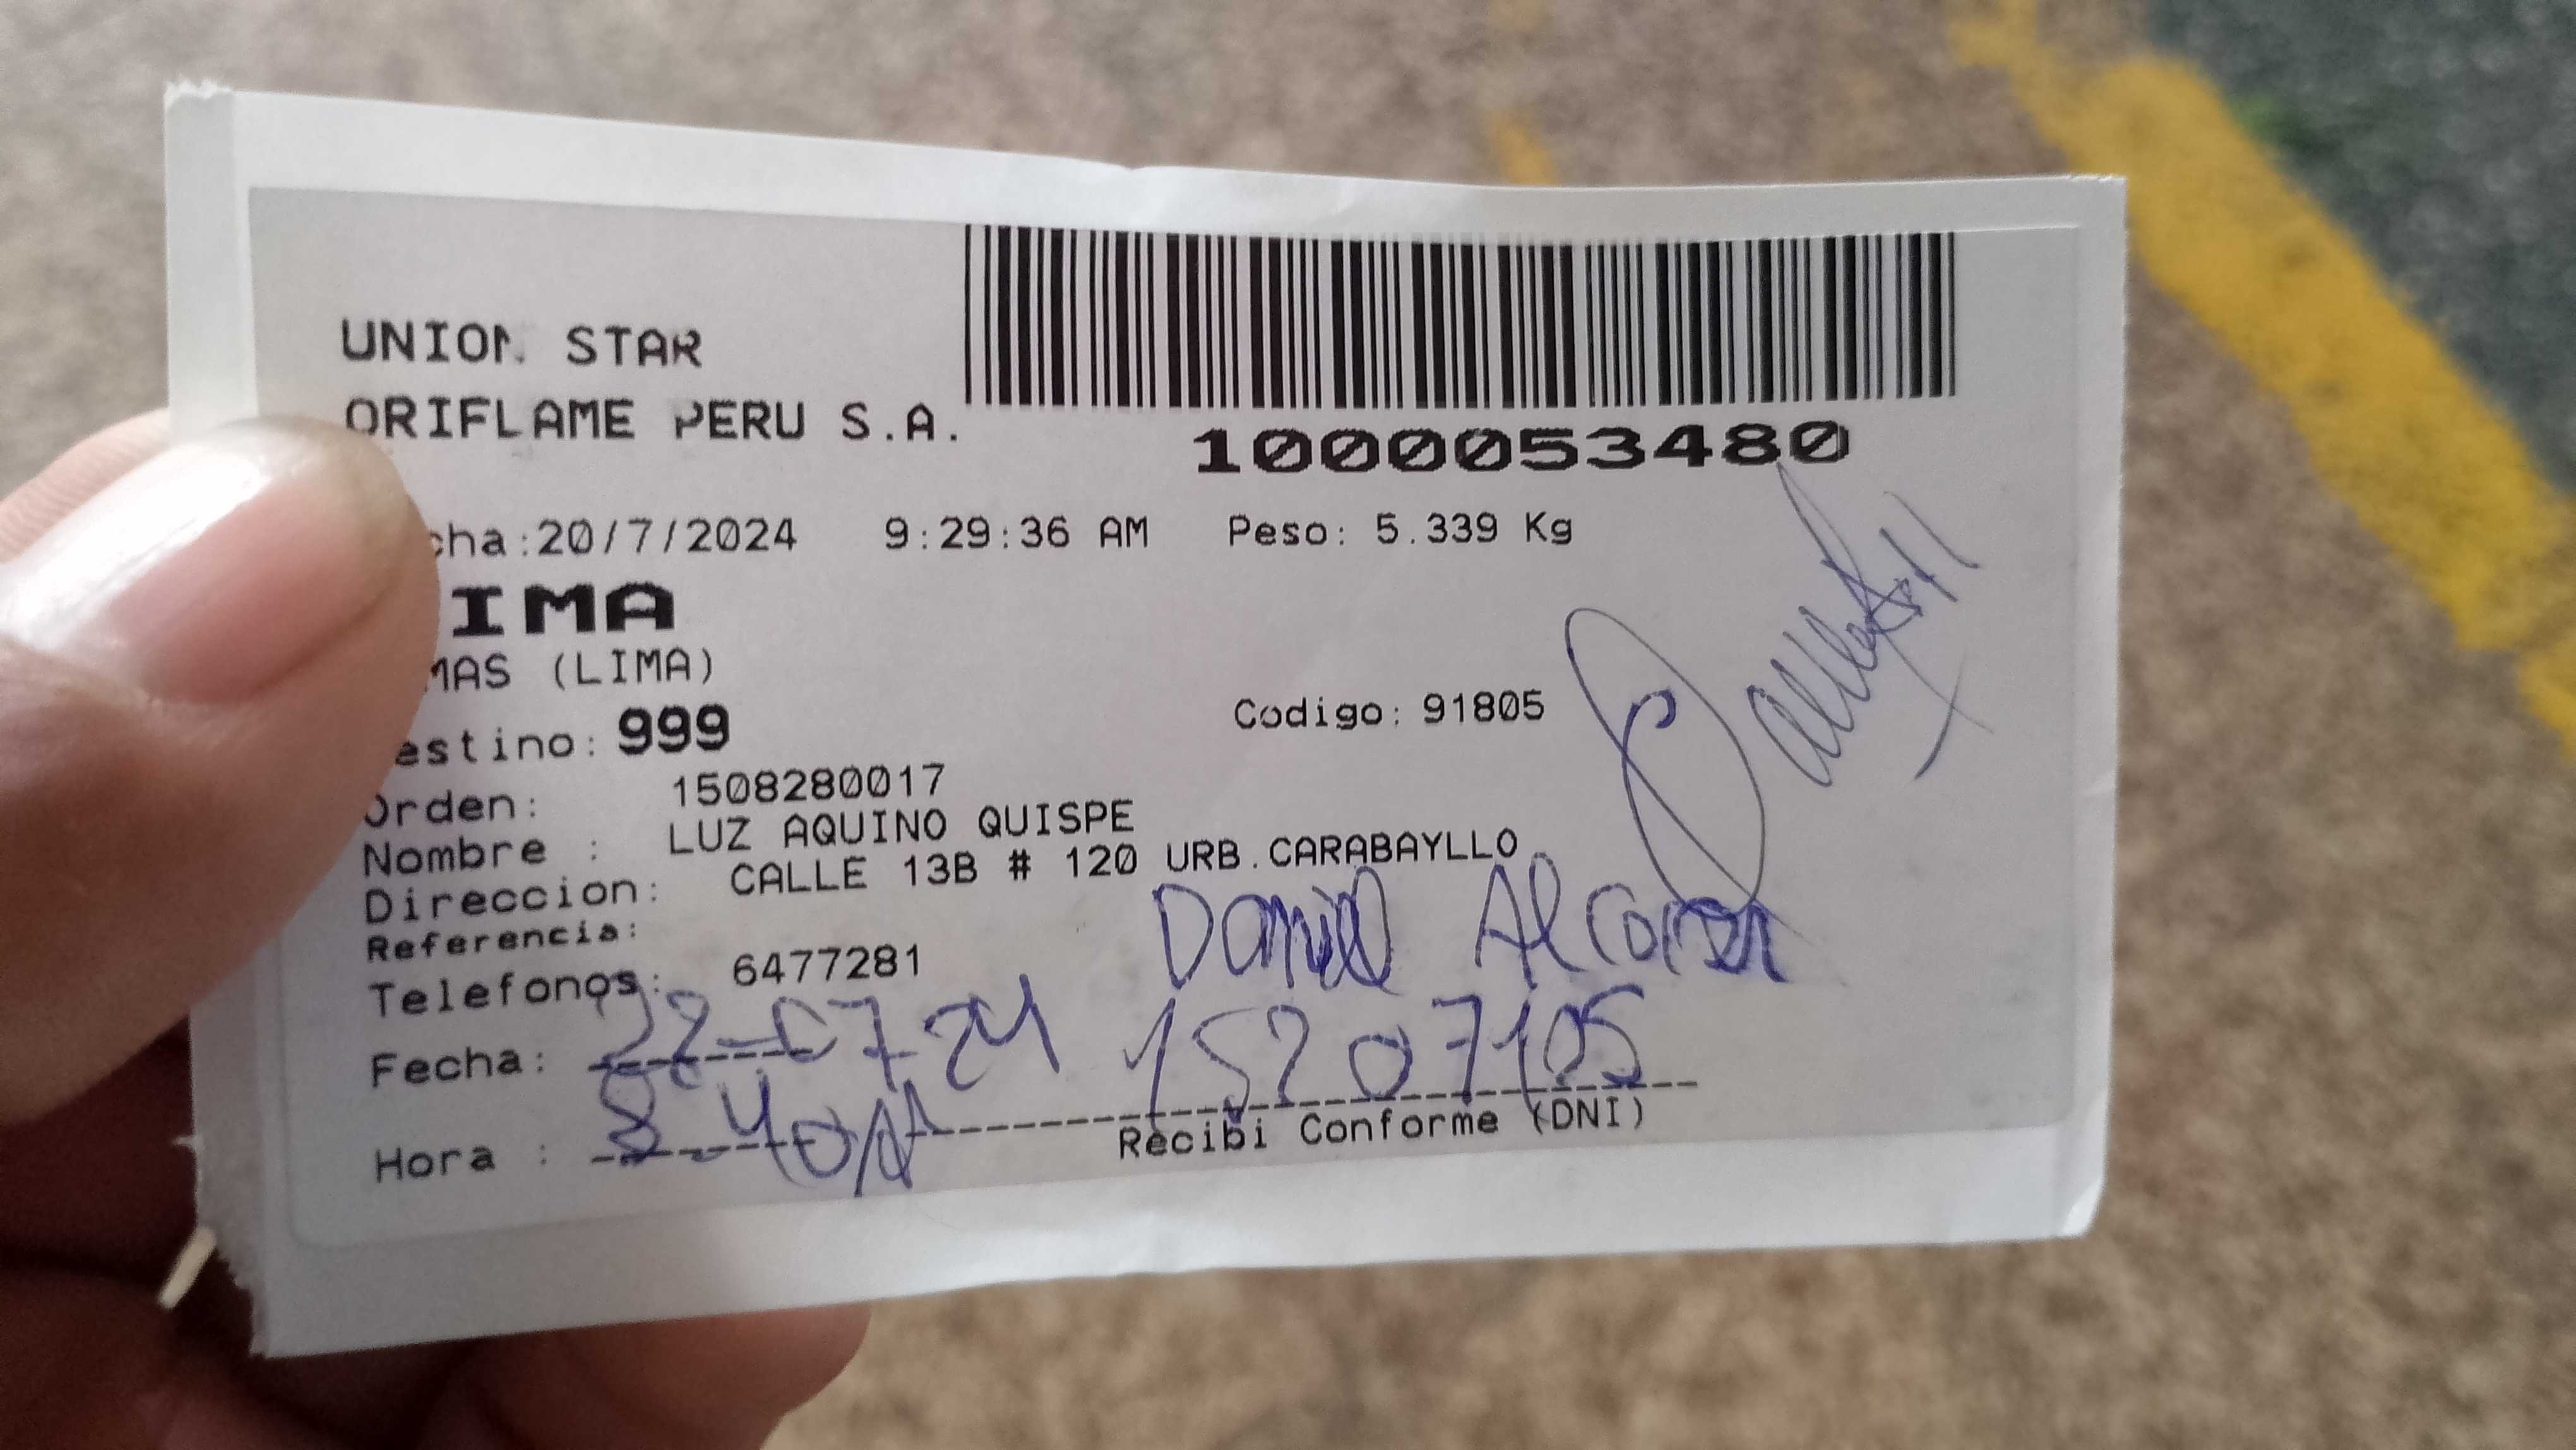 UNION STAR
ORIFLAME PERU S.A.
1000053480
cha:20/7/2024 9:29:36 AM Peso: 5.339 Kg
IMA
MAS (LIMA)
estino: 999 Codigo: 91805
Orden: 1508280017
Nombre : LUZ AQUINO QUISPE
Direccion: CALLE 13B # 120 URB.CARABAYLLO
Referencia:
Telefonos: 6477281
Daniel
Fecha: 22-07-24 15207105
Hora : 8:40
Recibi Conforme (DNI)